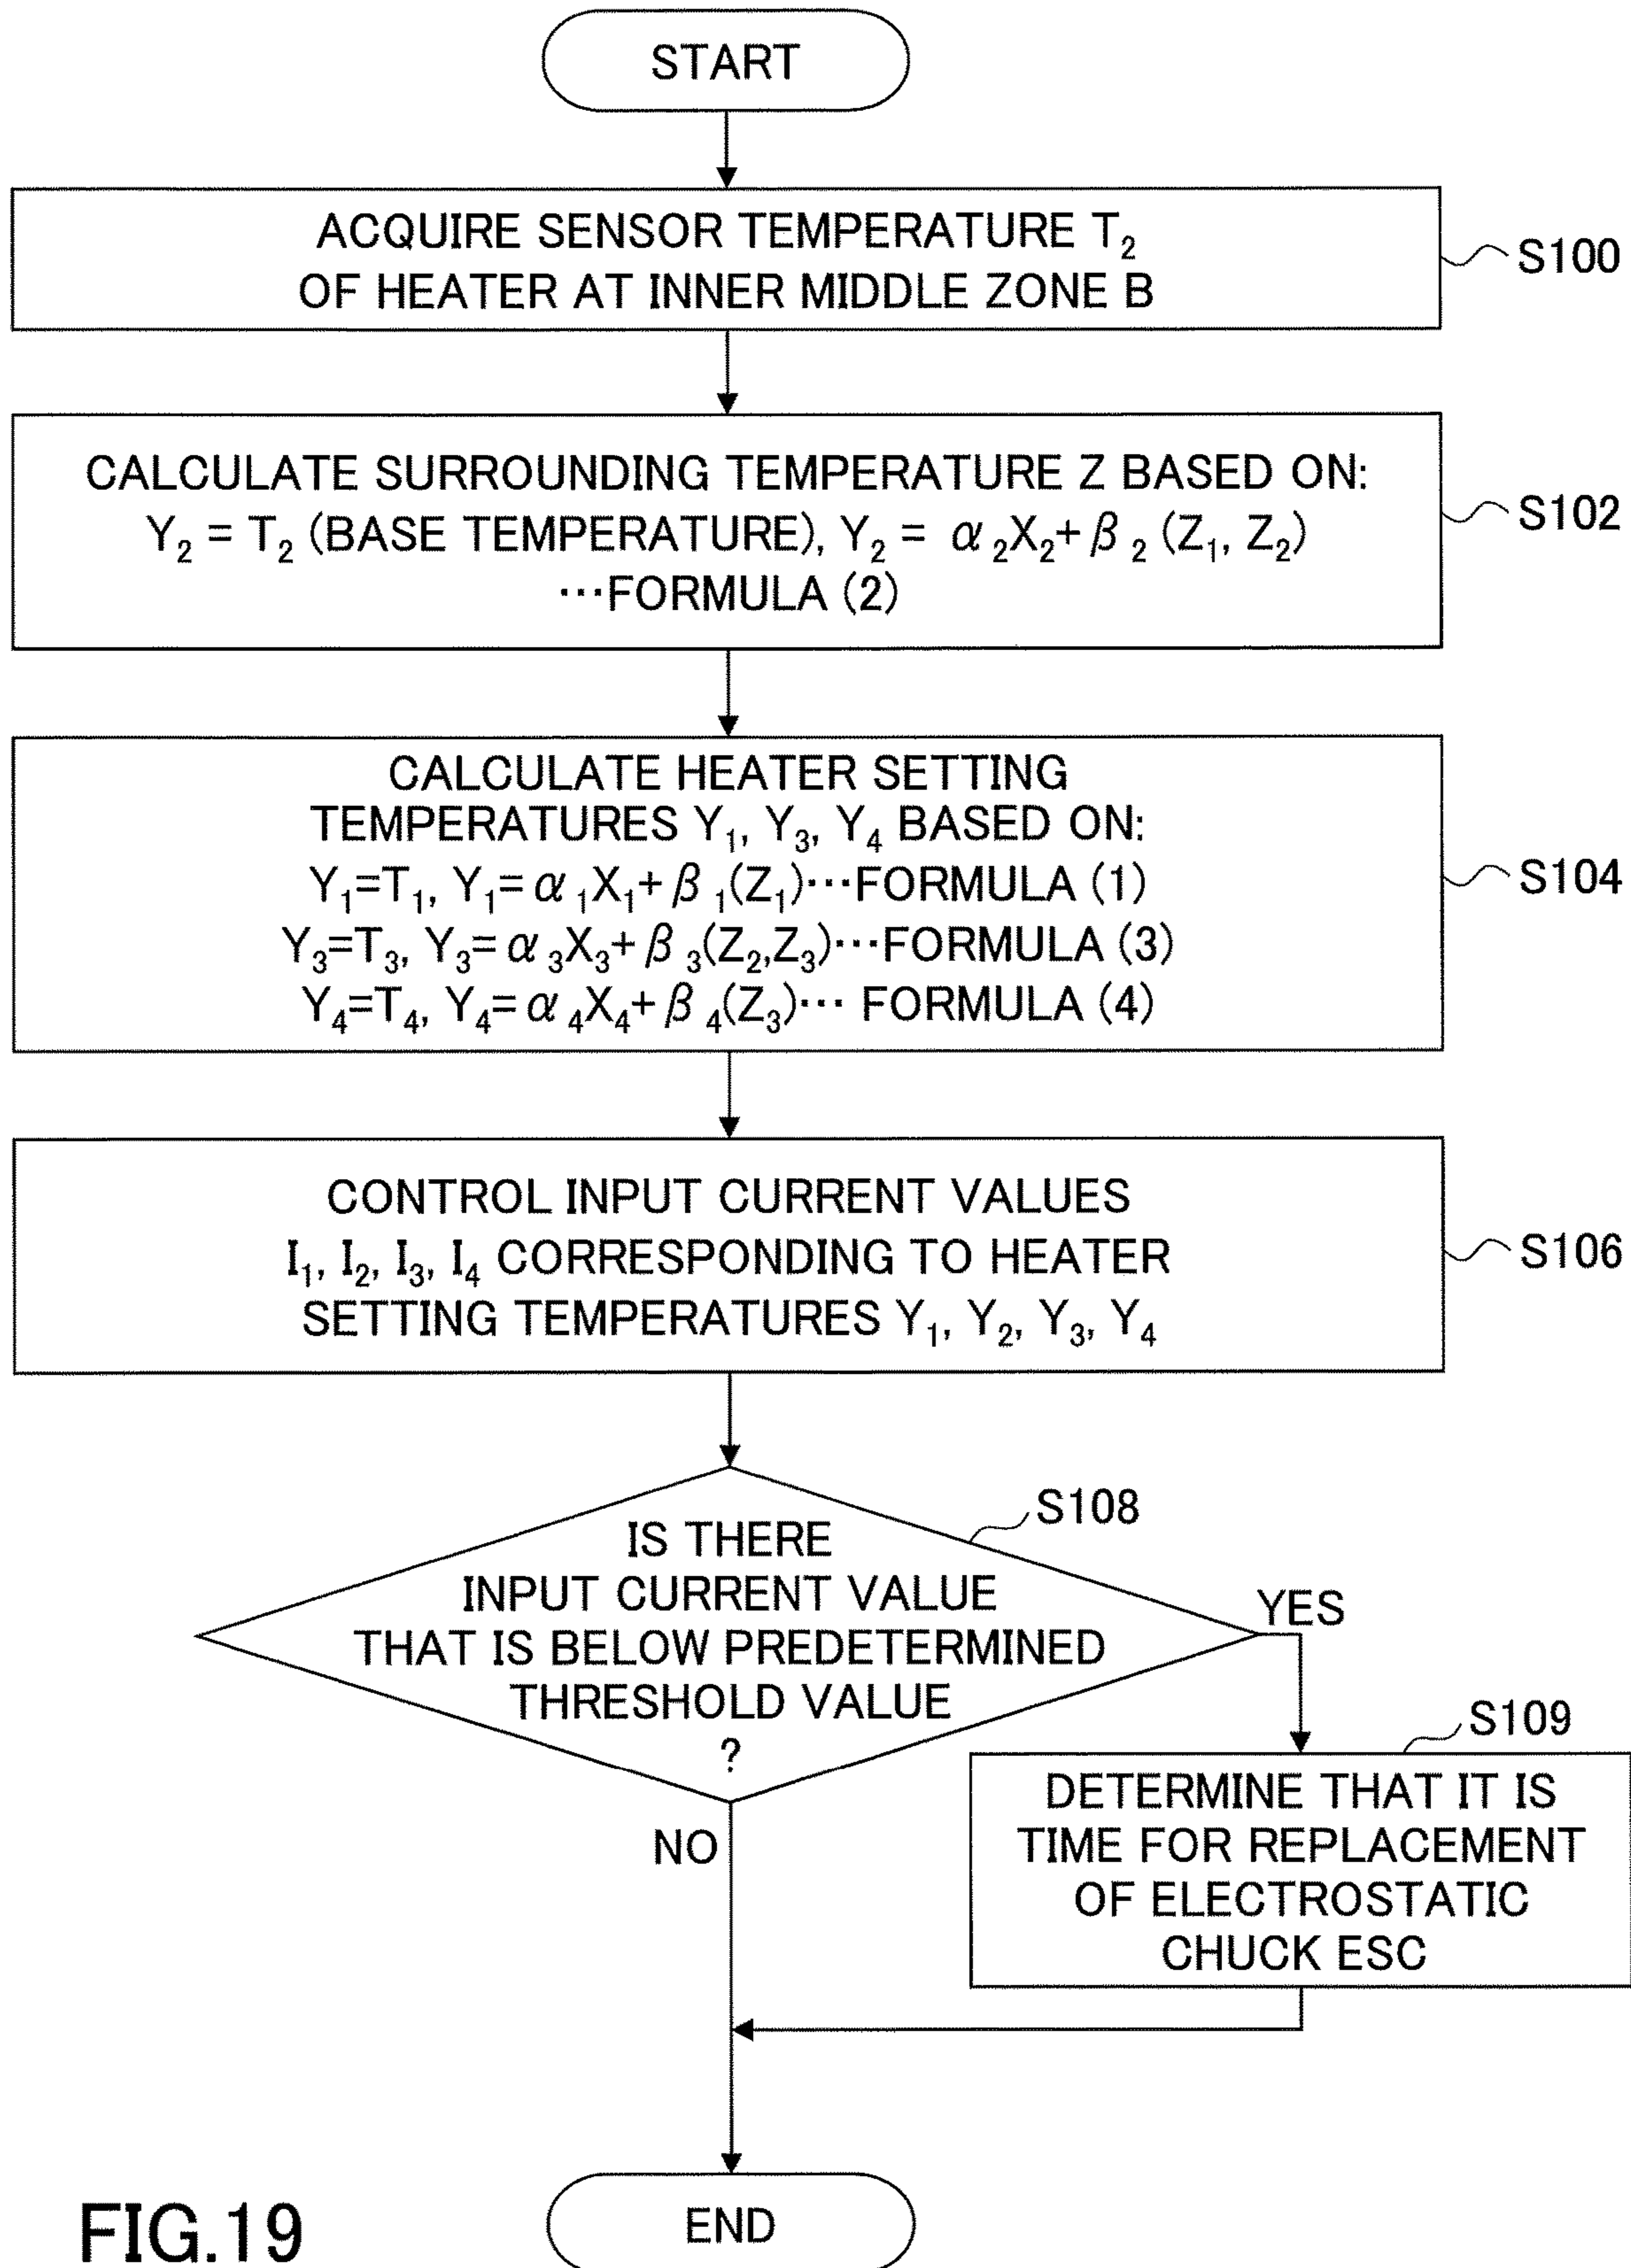 START
ACQUIRE SENSOR TEMPERATURE T₂
OF HEATER AT INNER MIDDLE ZONE B
S100
CALCULATE SURROUNDING TEMPERATURE Z BASED ON:
Y₂ = T₂ (BASE TEMPERATURE), Y₂ = α₂X₂+β₂ (Z₁, Z₂)
···FORMULA (2)
S102
CALCULATE HEATER SETTING
TEMPERATURES Y₁, Y₃, Y₄ BASED ON:
Y₁=T₁, Y₁=α₁X₁+β₁(Z₁)···FORMULA (1)
Y₃=T₃, Y₃=α₃X₃+β₃(Z₂,Z₃)···FORMULA (3)
Y₄=T₄, Y₄=α₄X₄+β₄(Z₃)··· FORMULA (4)
S104
CONTROL INPUT CURRENT VALUES
I₁, I₂, I₃, I₄ CORRESPONDING TO HEATER
SETTING TEMPERATURES Y₁, Y₂, Y₃, Y₄
S106
S108
IS THERE
INPUT CURRENT VALUE
THAT IS BELOW PREDETERMINED
THRESHOLD VALUE
?
YES
NO
S109
DETERMINE THAT IT IS
TIME FOR REPLACEMENT
OF ELECTROSTATIC
CHUCK ESC
END
FIG.19